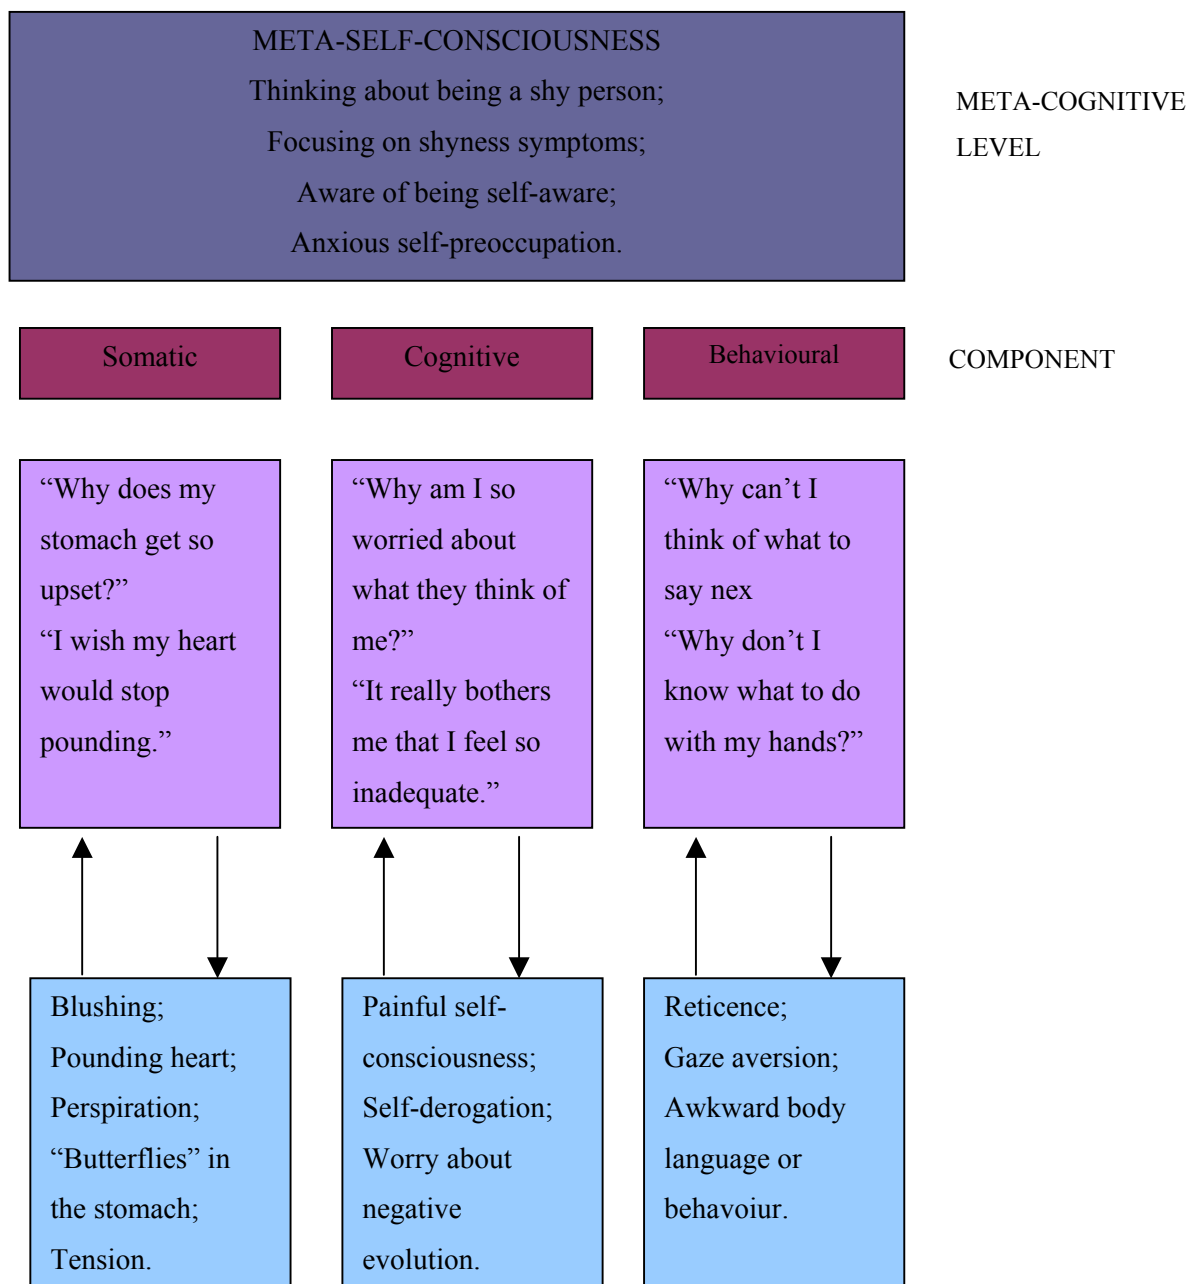 META-SELF-CONSCIOUSNESS
Thinking about being a shy person;
Focusing on shyness symptoms;
Aware of being self-aware;
Anxious self-preoccupation.
META-COGNITIVE
LEVEL
Somatic
Cognitive
Behavioural
COMPONENT
“Why does my
stomach get so
upset?”
“I wish my heart
would stop
pounding.”
“Why am I so
worried about
what they think of
me?”
“It really bothers
me that I feel so
inadequate.”
“Why can’t I
think of what to
say nex
“Why don’t I
know what to do
with my hands?”
Blushing;
Pounding heart;
Perspiration;
“Butterflies” in
the stomach;
Tension.
Painful self-
consciousness;
Self-derogation;
Worry about
negative
evolution.
Reticence;
Gaze aversion;
Awkward body
language or
behavoiur.